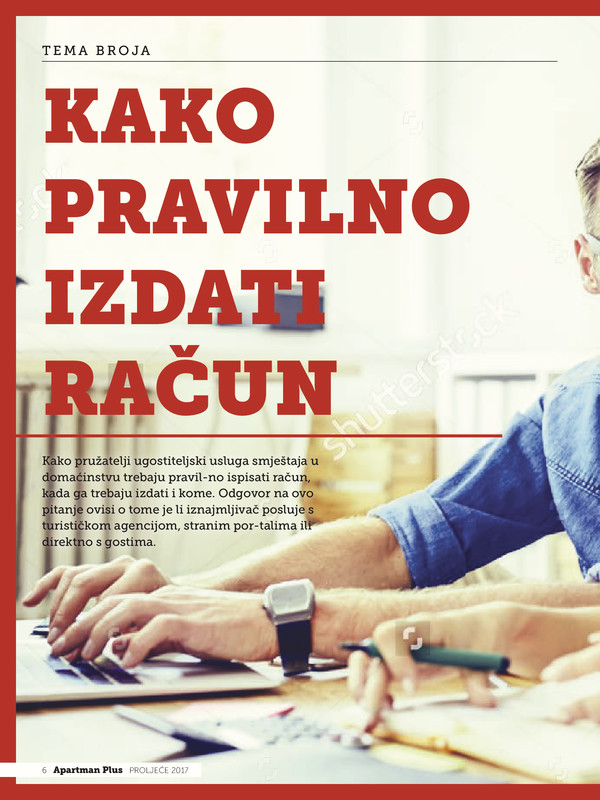 TEMA BROJA
KAKO
PRAVILNO
IZDATI
RAČUN
Kako pružatelji ugostiteljski usluga smještaja u
domaćinstvu trebaju pravil-no ispisati račun,
kada ga trebaju izdati i kome. Odgovor na ovo
pitanje ovisi o tome je li iznajmljivač posluje s
turističkom agencijom, stranim por-talima ili
direktno s gostima.
shutterstock
6 Apartman Plus PROLJEĆE 2017